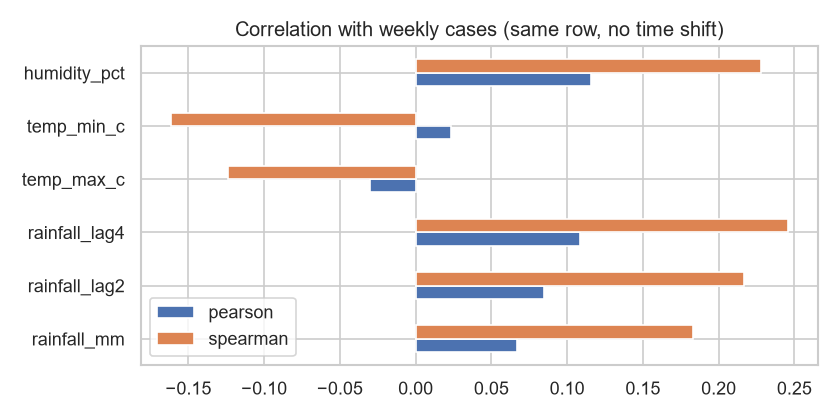 Correlation with weekly cases (same row, no time shift)
humidity_pct
temp_min_c
temp_max_c
rainfall_lag4
rainfall_lag2
rainfall_mm
pearson
spearman
−0.15 −0.10 −0.05 0.00 0.05 0.10 0.15 0.20 0.25